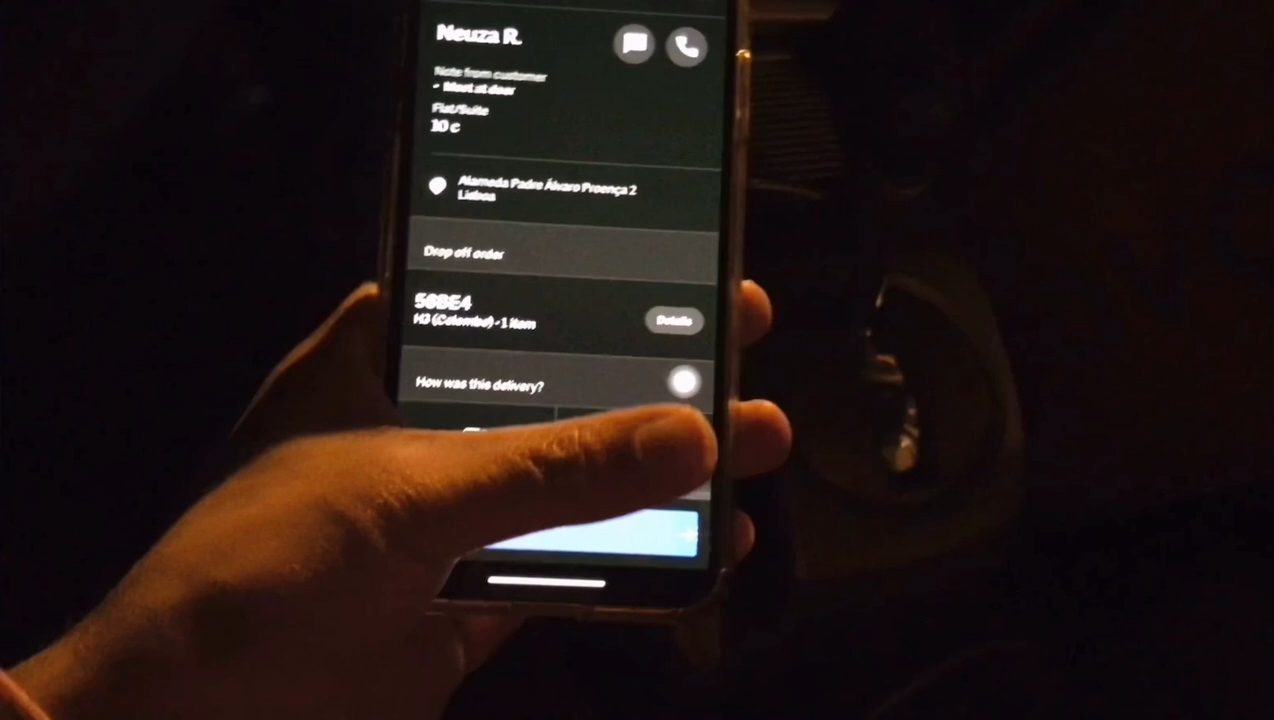 Neuza R.
Note from customer
- Meet at door
Flat/Suite
10 c
Alameda Padre Álvaro Proença 2
Lisboa
Drop off order
56BE4
H3 (Colombo) • 1 item
Details
How was this delivery?